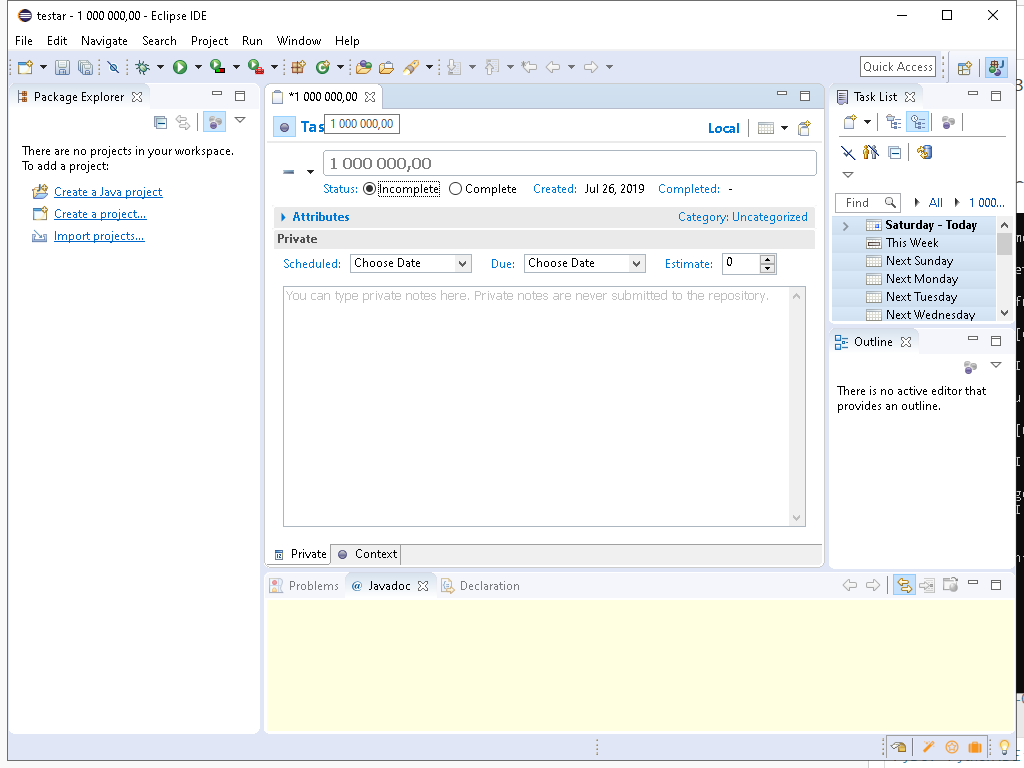 testar - 1 000 000,00 - Eclipse IDE
File Edit Navigate Search Project Run Window Help
Quick Access
Package Explorer
There are no projects in your workspace.
To add a project:
Create a Java project
Create a project...
Import projects...
*1 000 000,00
1 000 000,00
Local
1 000 000,00
Status: Incomplete Complete Created: Jul 26, 2019 Completed: -
Attributes Category: Uncategorized
Private
Scheduled: Choose Date Due: Choose Date Estimate: 0
You can type private notes here. Private notes are never submitted to the repository.
Private Context
Problems @ Javadoc Declaration
Task List
Find All 1 000...
Saturday - Today
This Week
Next Sunday
Next Monday
Next Tuesday
Next Wednesday
Outline
There is no active editor that
provides an outline.